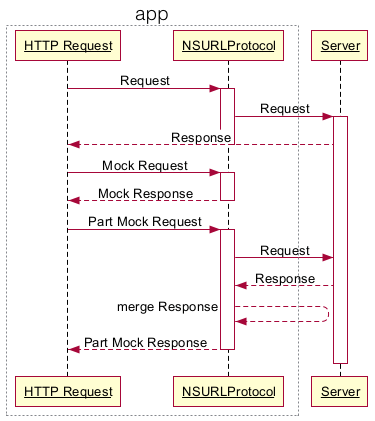 app
HTTP Request NSURLProtocol Server
Request
Request
Response
Mock Request
Mock Response
Part Mock Request
Request
Response
merge Response
Part Mock Response
HTTP Request NSURLProtocol Server